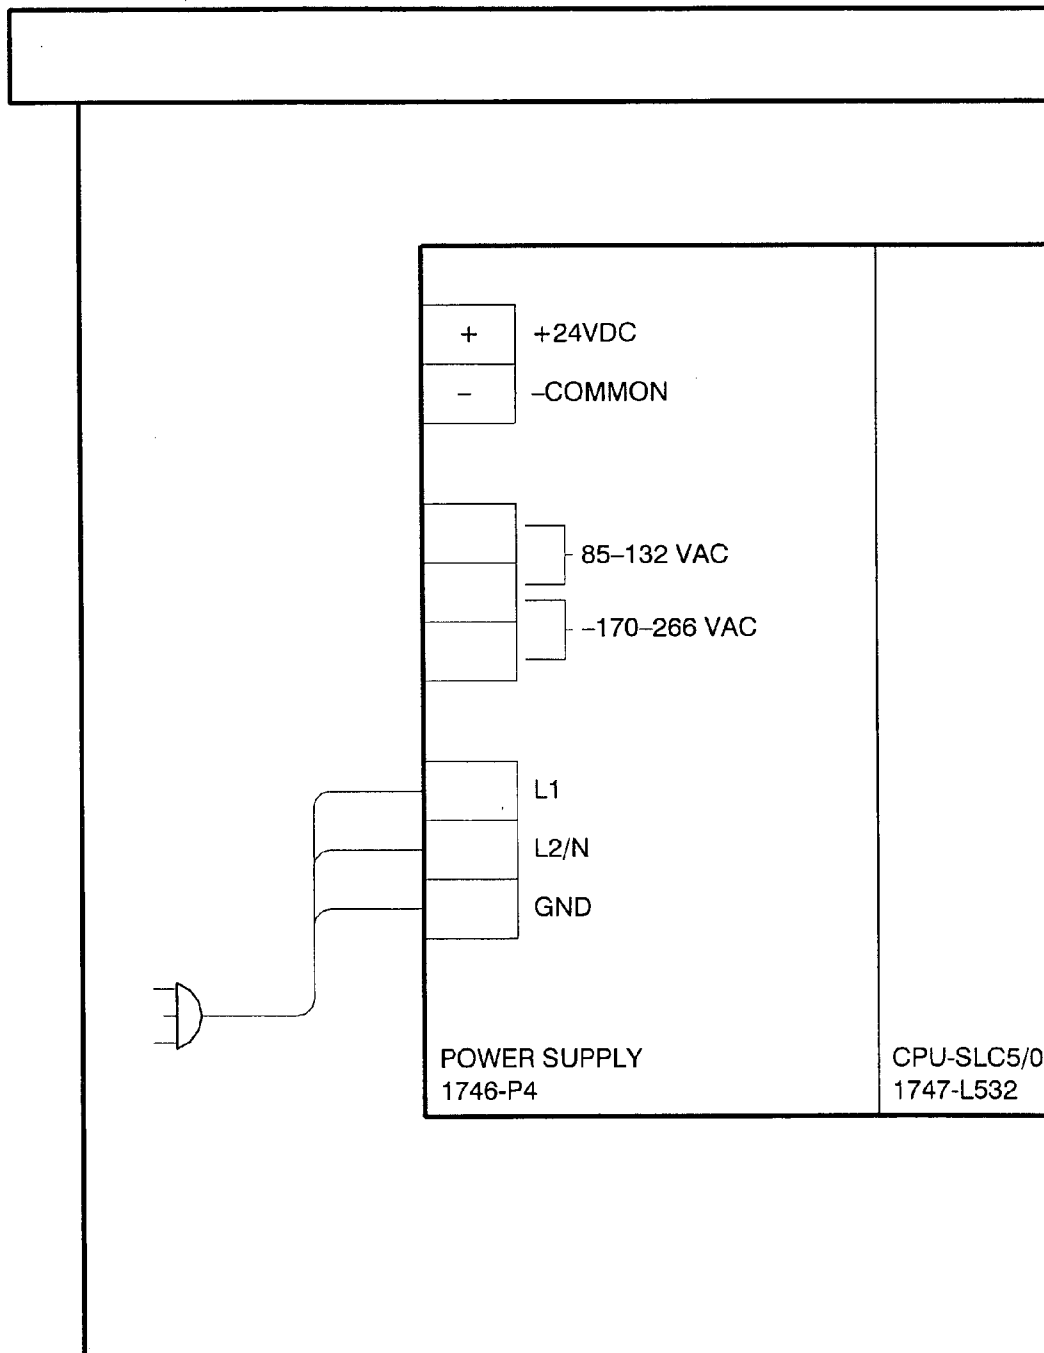 + +24VDC
– –COMMON
85–132 VAC
–170–266 VAC
L1
L2/N
GND
POWER SUPPLY
1746-P4
CPU-SLC5/0
1747-L532